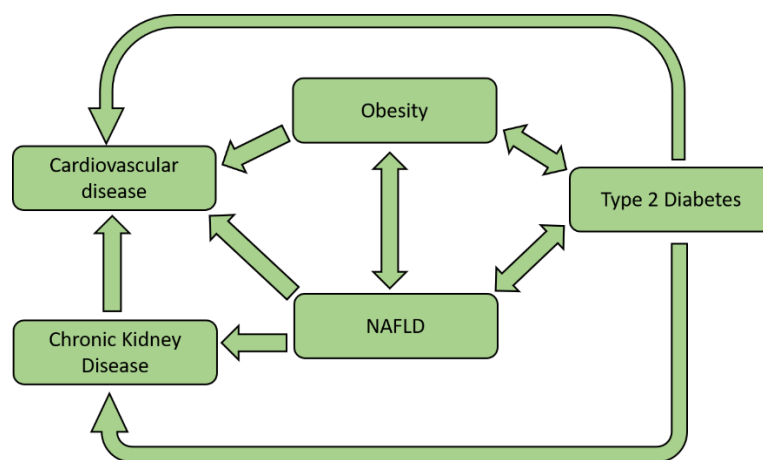 Obesity
Cardiovascular
disease
Type 2 Diabetes
NAFLD
Chronic Kidney
Disease